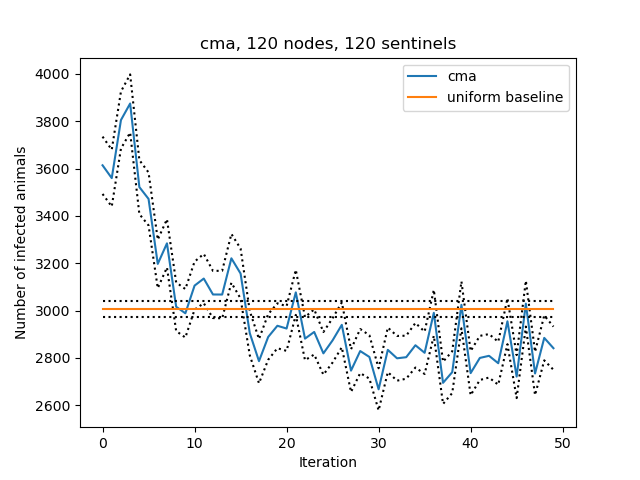 cma, 120 nodes, 120 sentinels
cma
uniform baseline
Number of infected animals
4000
3800
3600
3400
3200
3000
2800
2600
0 10 20 30 40 50
Iteration